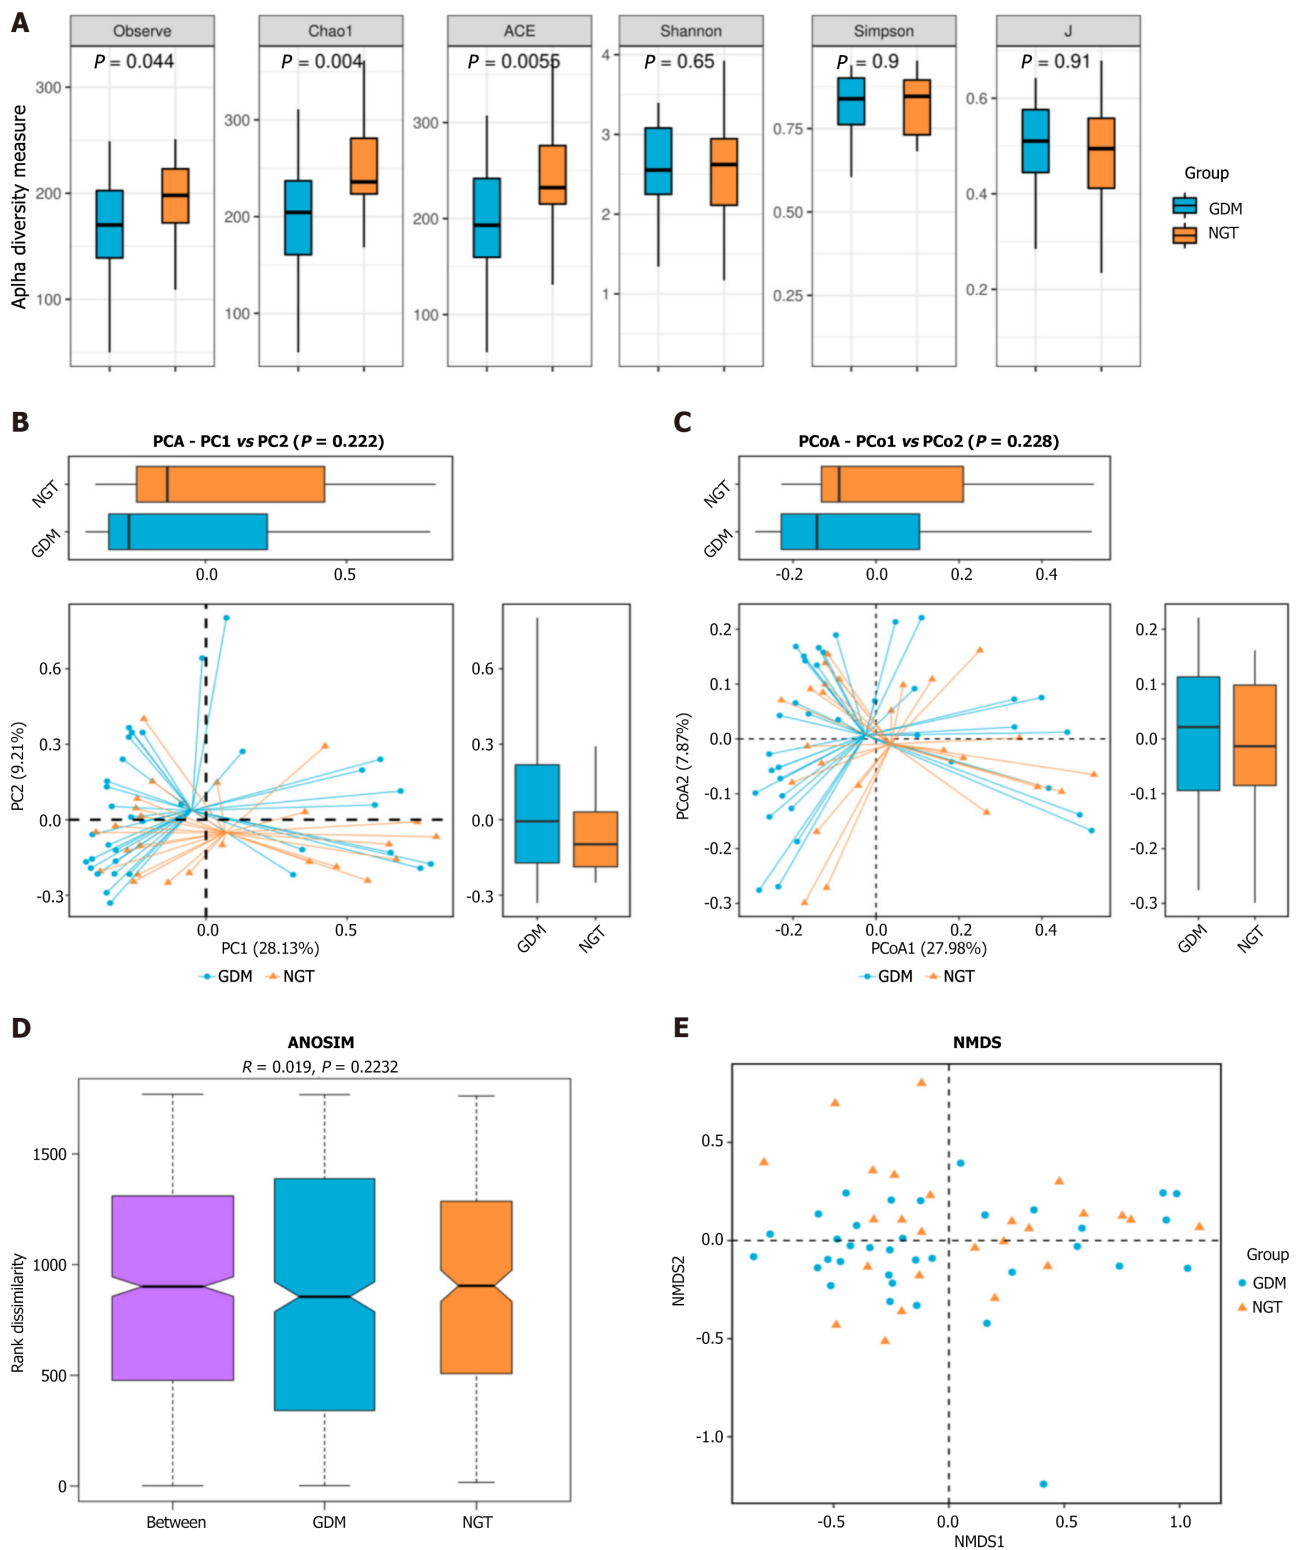 A
Observe Chao1 ACE Shannon Simpson J
P = 0.044 P = 0.004 P = 0.0055 P = 0.65 P = 0.9 P = 0.91
Aplha diversity measure
300
200
100
300
200
100
300
200
100
4
3
2
1
0.75
0.50
0.25
0.6
0.4
0.2
Group
GDM
NGT
B
PCA - PC1 vs PC2 (P = 0.222)
NGT
GDM
0.0 0.5
PC2 (9.21%)
0.6
0.3
0.0
-0.3
0.0 0.5
PC1 (28.13%)
GDM NGT
0.6
0.3
0.0
-0.3
GDM NGT
C
PCoA - PCo1 vs PCo2 (P = 0.228)
NGT
GDM
-0.2 0.0 0.2 0.4
PCoA2 (7.87%)
0.2
0.1
0.0
-0.1
-0.2
-0.3
-0.2 0.0 0.2 0.4
PCoA1 (27.98%)
GDM NGT
0.2
0.1
0.0
-0.1
-0.2
-0.3
GDM NGT
D
ANOSIM
R = 0.019, P = 0.2232
Rank dissimilarity
1500
1000
500
0
Between GDM NGT
E
NMDS
NMDS2
0.5
0.0
-0.5
-1.0
-0.5 0.0 0.5 1.0
NMDS1
Group
GDM
NGT